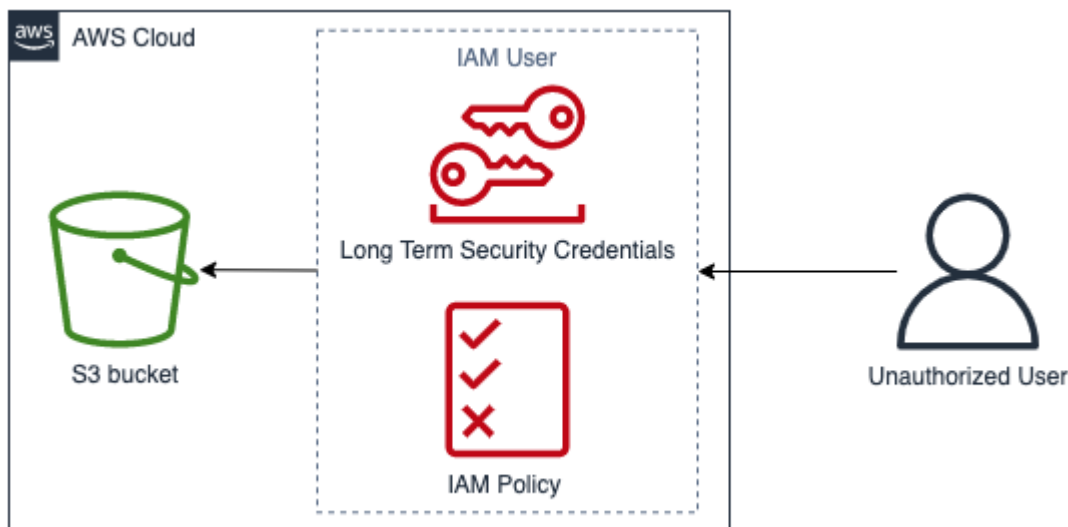 aws
AWS Cloud
IAM User
Long Term Security Credentials
S3 bucket
Unauthorized User
IAM Policy